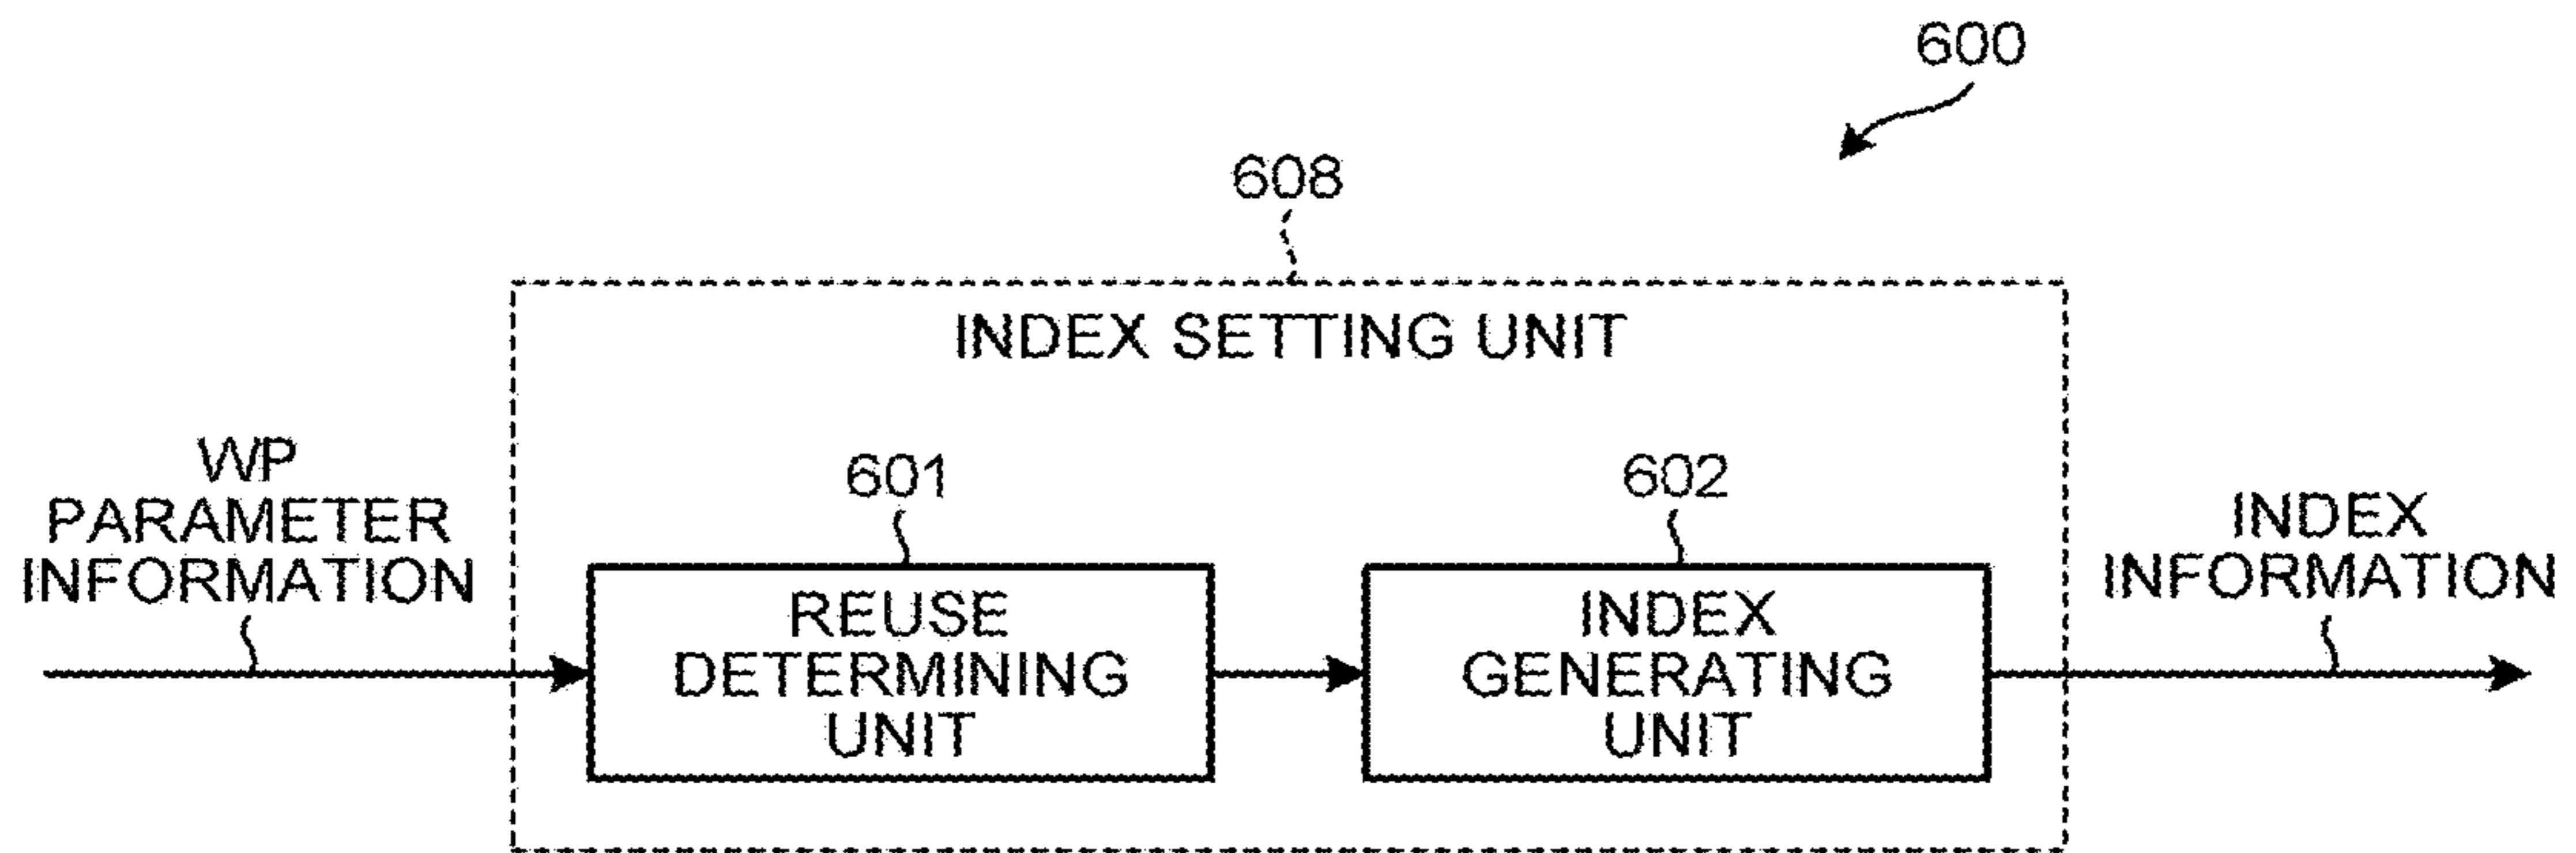 600
608
INDEX SETTING UNIT
WP
PARAMETER
INFORMATION
601
REUSE
DETERMINING
UNIT
602
INDEX
GENERATING
UNIT
INDEX
INFORMATION